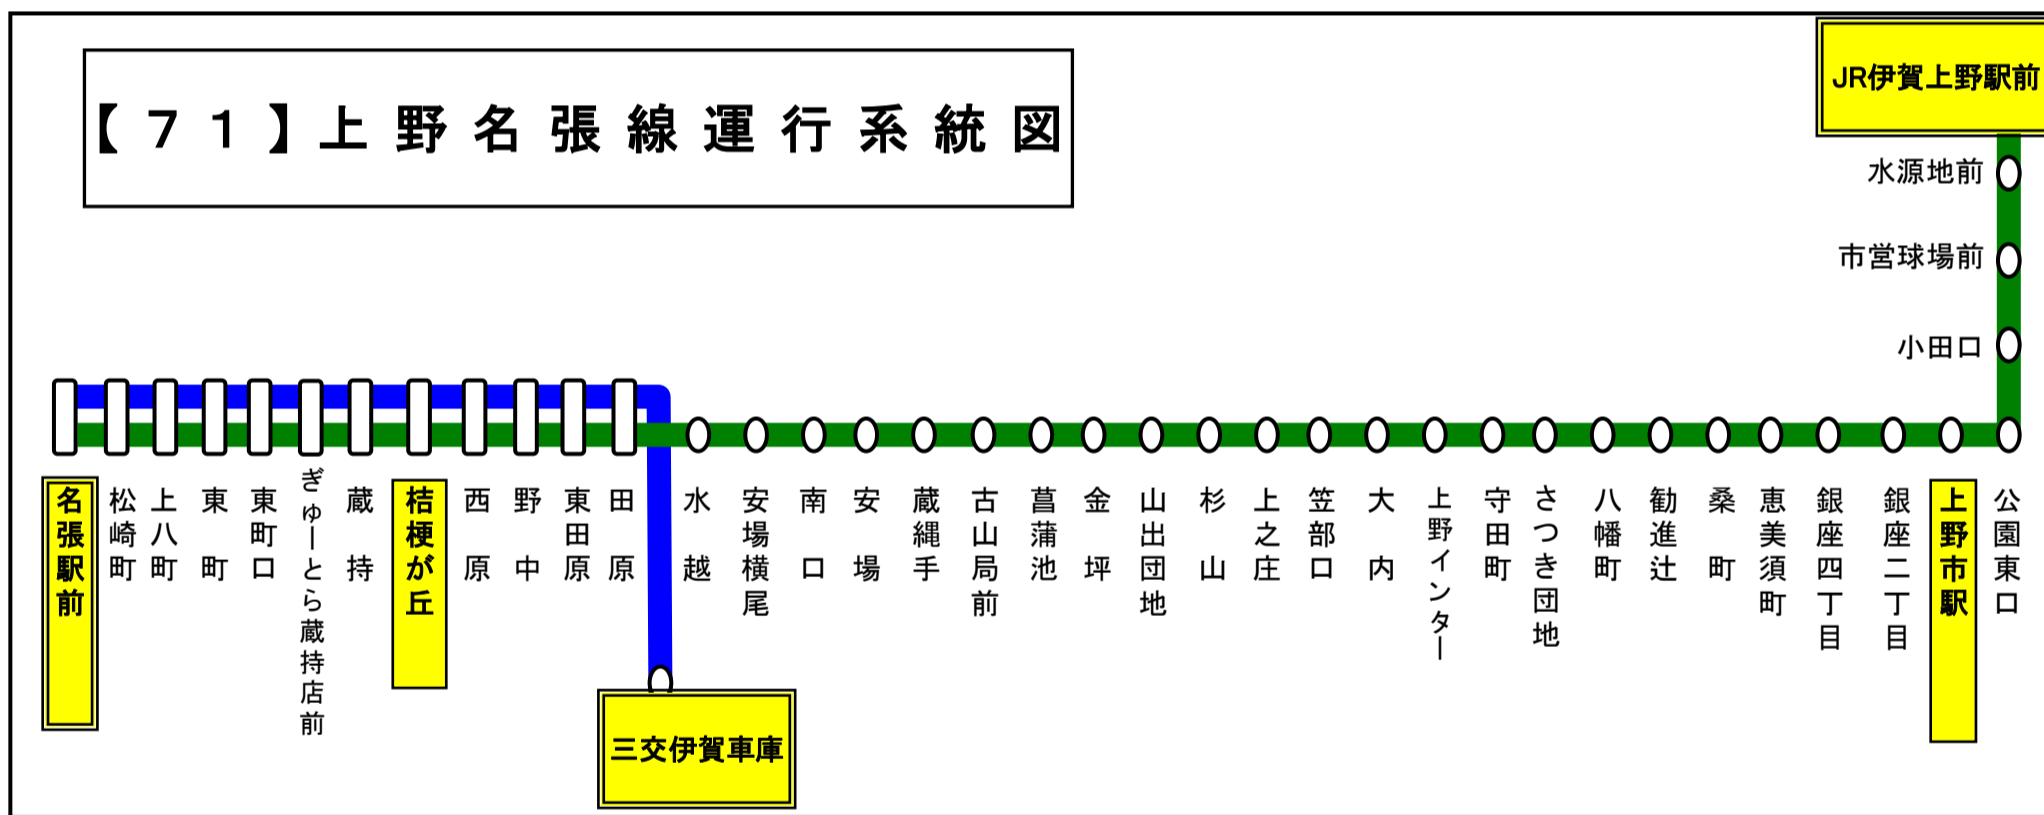 【７１】上野名張線運行系統図
JR伊賀上野駅前
水源地前
市営球場前
小田口
名張駅前
松崎町
上八町
東町
東町口
ぎゅーとら蔵持店前
蔵持
桔梗が丘
西原
野中
東田原
田原
水越
安場横尾
南口
安場
蔵縄手
古山局前
菖蒲池
金坪
山出団地
杉山
上之庄
笠部口
大内
上野インター
守田町
さつき団地
八幡町
勧進辻
桑町
恵美須町
銀座四丁目
銀座二丁目
上野市駅
公園東口
三交伊賀車庫